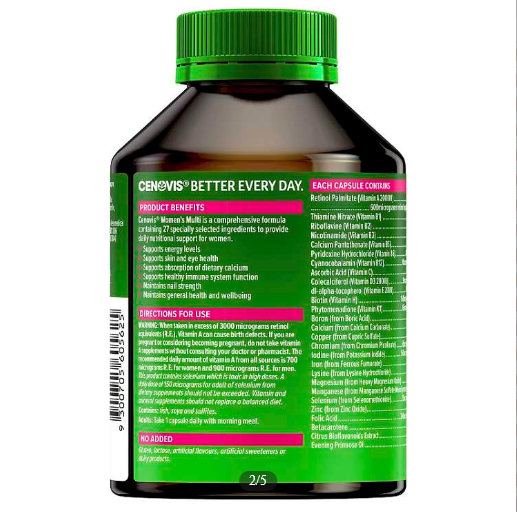 CENOVIS® BETTER EVERY DAY.
PRODUCT BENEFITS
Cenovis® Women's Multi is a comprehensive formula
containing 27 specially selected ingredients to provide
daily nutritional support for women.
Supports energy levels
Supports skin and eye health
Supports absorption of dietary calcium
Supports healthy immune system function
Maintains nail strength
Maintains general health and wellbeing
DIRECTIONS FOR USE
WARNING: When taken in excess of 3000 micrograms retinol
equivalents (R.E.), Vitamin A can cause birth defects. If you are
pregnant or considering becoming pregnant, do not take vitamin
A supplements without consulting your doctor or pharmacist. The
recommended daily amount of vitamin A from all sources is 700
micrograms R.E. for women and 900 micrograms R.E. for men.
This product contains selenium which is toxic in high doses. A
daily dose of 150 micrograms for adults of selenium from
dietary supplements should not be exceeded. Vitamin and
mineral supplements should not replace a balanced diet.
Contains: fish, soya and sulfites.
Adults: Take 1 capsule daily with morning meal.
NO ADDED
lactose, artificial flavours, artificial sweeteners or
products.
EACH CAPSULE CONTAINS
Retinol Palmitate (Vitamin A
Thiamine Nitrate (Vitamin B1)
Riboflavine (Vitamin B2)
Nicotinamide (Vitamin B3)
Calcium Pantothenate (Vitamin B5)
Pyridoxine Hydrochloride (Vitamin B6)
Cyanocobalamin (Vitamin B12)
Ascorbic Acid (Vitamin C)
Colecalciferol (Vitamin D3
dl-alpha-tocopherol (Vitamin E
Biotin (Vitamin H)
Phytomenadione (Vitamin K1)
Boron (from Boric Acid)
Calcium (from Calcium Carbonate)
Copper (from Cupric Sulfate)
Chromium (from Chromium Picolinate)
Iodine (from Potassium Iodide)
Iron (from Ferrous Fumarate)
Lysine (from Lysine Hydrochloride)
Magnesium (from Heavy Magnesium
Manganese (from Manganese Sulfate
Selenium (from Selenomethionine)
Zinc (from Zinc Oxide)
Folic Acid
Betacarotene
Citrus Bioflavonoids Extract
Evening Primrose Oil
9 300705 605625
2/5